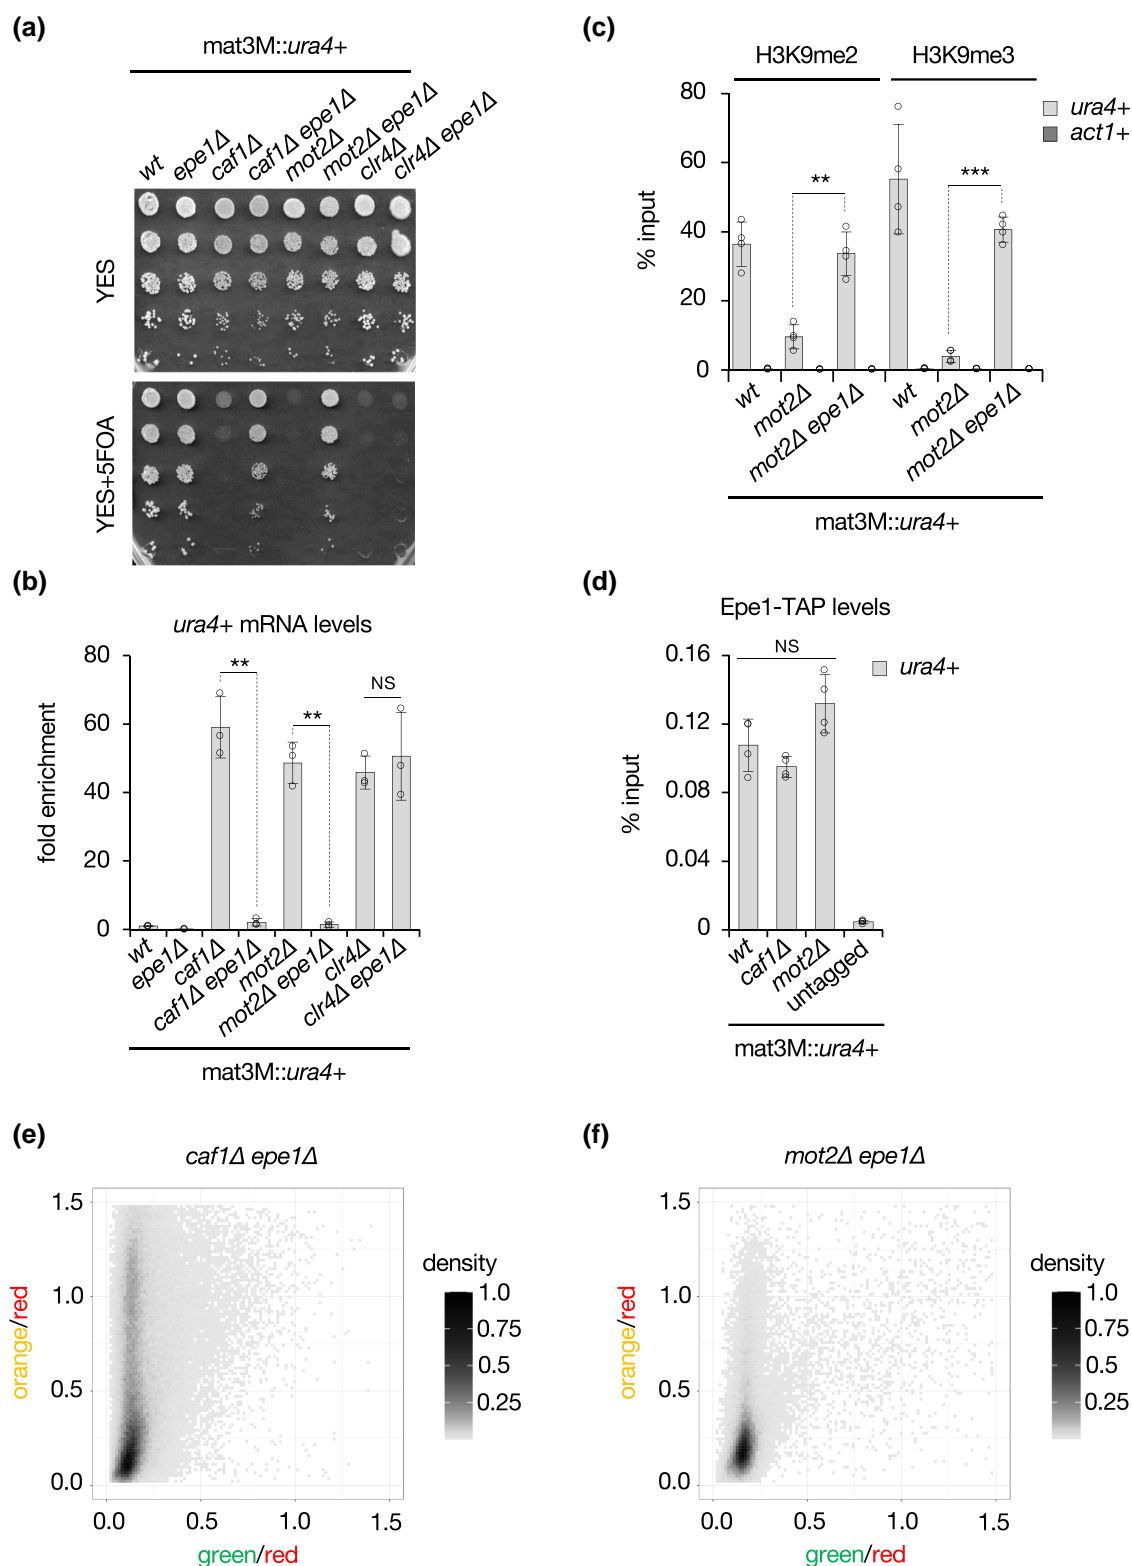 (a)
mat3M::ura4+
wt epe1Δ caf1Δ caf1Δ epe1Δ mot2Δ mot2Δ epe1Δ clr4Δ clr4Δ epe1Δ
YES
YES+5FOA
(b)
ura4+ mRNA levels
fold enrichment
80
60
40
20
0
**
**
NS
wt epe1Δ caf1Δ caf1Δ epe1Δ mot2Δ mot2Δ epe1Δ clr4Δ clr4Δ epe1Δ
mat3M::ura4+
(c)
H3K9me2 H3K9me3
ura4+
act1+
% input
80
60
40
20
0
**
***
wt mot2Δ mot2Δ epe1Δ wt mot2Δ mot2Δ epe1Δ
mat3M::ura4+
(d)
Epe1-TAP levels
NS
ura4+
% input
0.16
0.12
0.08
0.04
0
wt caf1Δ mot2Δ untagged
mat3M::ura4+
(e)
caf1Δ epe1Δ
orange/red
1.5
1.0
0.5
0.0
0.0 0.5 1.0 1.5
green/red
density
1.0
0.75
0.5
0.25
(f)
mot2Δ epe1Δ
orange/red
1.5
1.0
0.5
0.0
0.0 0.5 1.0 1.5
green/red
density
1.0
0.75
0.5
0.25